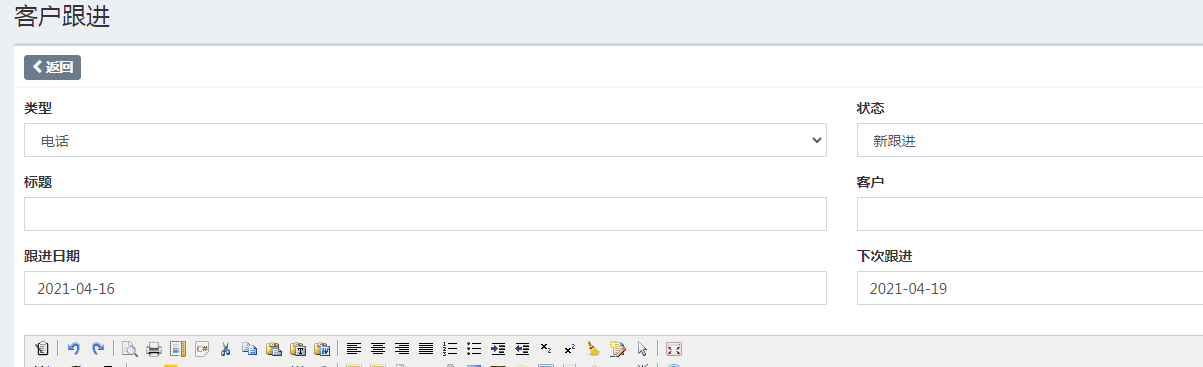 客户跟进
返回
类型
状态
电话
新跟进
标题
客户
跟进日期
下次跟进
2021-04-16
2021-04-19